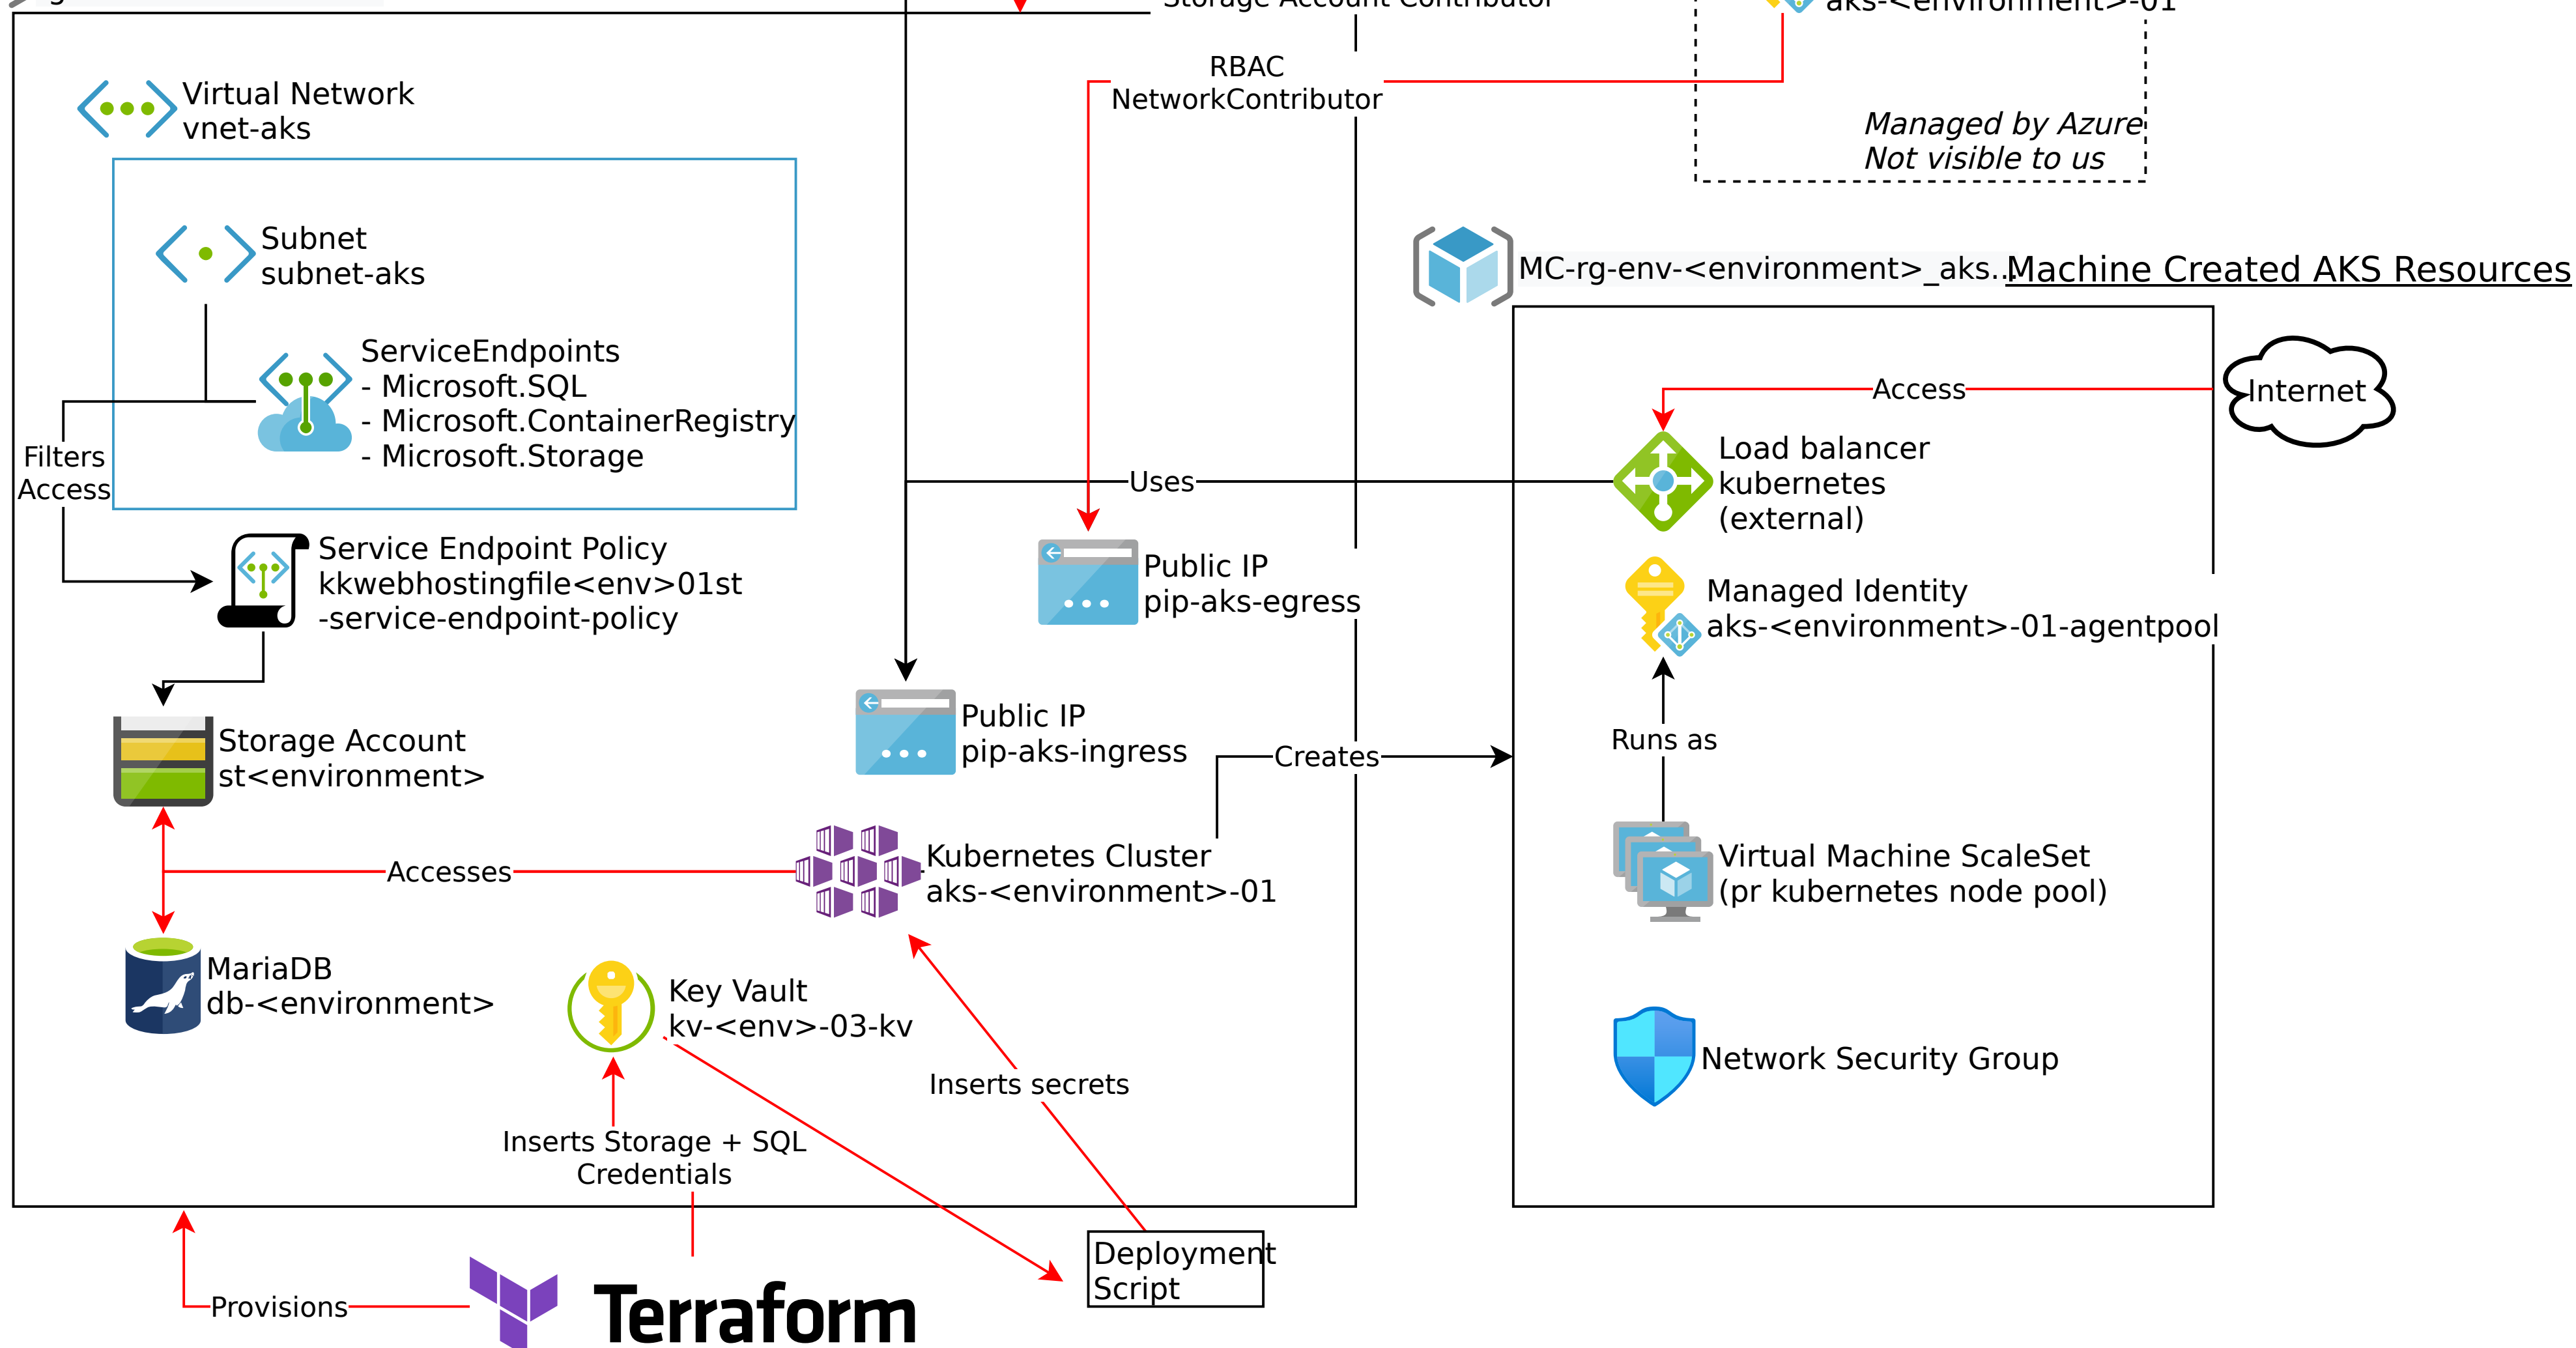 Storage Account Contributor
aks-<environment>-01
RBAC
NetworkContributor
Virtual Network
vnet-aks
Managed by Azure
Not visible to us
Subnet
subnet-aks
MC-rg-env-<environment>_aks...
Machine Created AKS Resources
ServiceEndpoints
- Microsoft.SQL
- Microsoft.ContainerRegistry
- Microsoft.Storage
Filters
Access
Access
Internet
Uses
Load balancer
kubernetes
(external)
Service Endpoint Policy
kkwebhostingfile<env>01st
-service-endpoint-policy
Public IP
pip-aks-egress
Managed Identity
aks-<environment>-01-agentpool
Public IP
pip-aks-ingress
Storage Account
st<environment>
Creates
Runs as
Accesses
Kubernetes Cluster
aks-<environment>-01
Virtual Machine ScaleSet
(pr kubernetes node pool)
MariaDB
db-<environment>
Key Vault
kv-<env>-03-kv
Inserts secrets
Network Security Group
Inserts Storage + SQL
Credentials
Deployment
Script
Provisions
Terraform